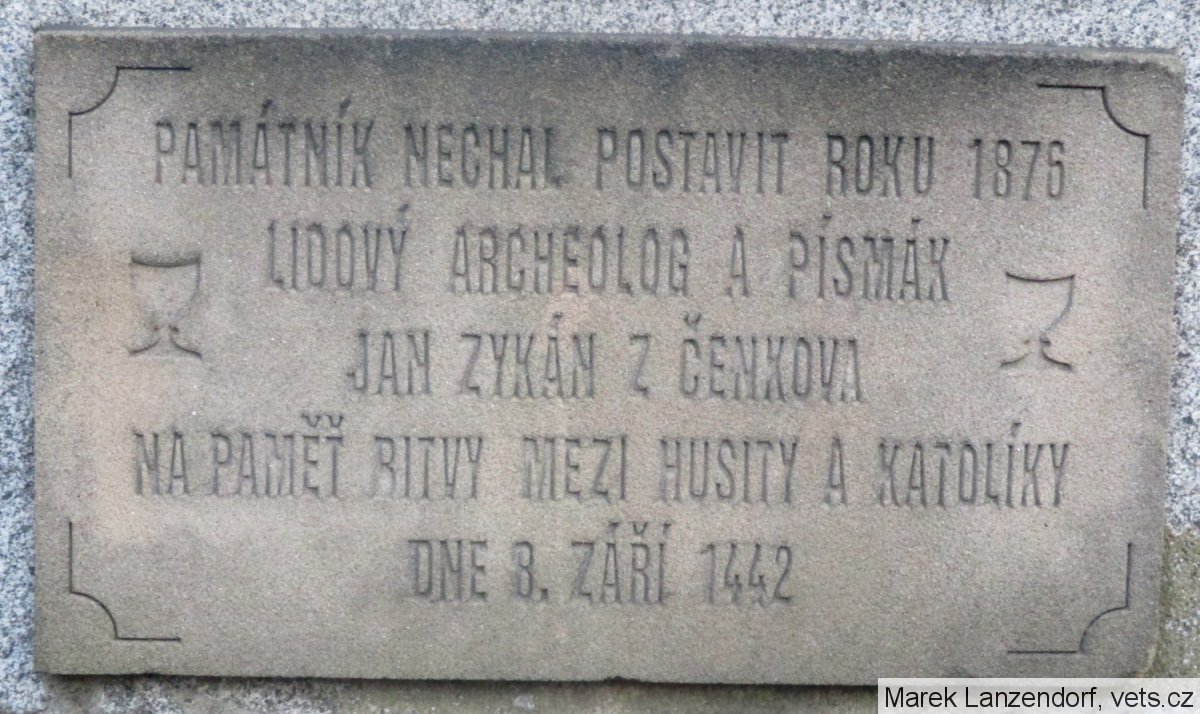 PAMÁTNÍK NECHAL POSTAVIT ROKU 1876
LIDOVÝ ARCHEOLOG A PÍSMÁK
JAN ZYKÁN Z ČENKOVA
NA PAMĚŤ BITVY MEZI HUSITY A KATOLÍKY
DNE 8. ZÁŘÍ 1442
Marek Lanzendorf, vets.cz